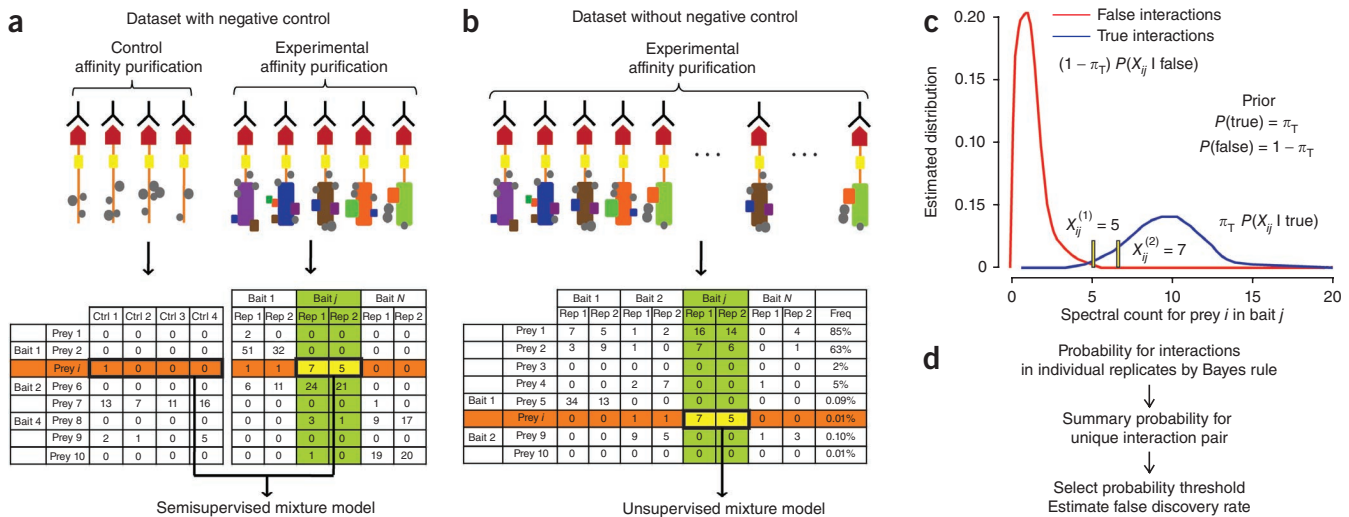 a
Dataset with negative control
Control
affinity purification
Experimental
affinity purification
Bait 1 Bait j Bait N
Ctrl 1 Ctrl 2 Ctrl 3 Ctrl 4 Rep 1 Rep 2 Rep 1 Rep 2 Rep 1 Rep 2
Prey 1 0 0 0 0 2 0 0 0 0 0
Bait 1 Prey 2 0 0 0 0 51 32 0 0 0 0
Prey i 1 0 0 0 1 1 7 5 0 0
Bait 2 Prey 6 0 0 0 0 6 11 24 21 0 0
Prey 7 13 7 11 16 0 0 0 0 1 0
Bait 4 Prey 8 0 0 0 0 0 0 3 1 9 17
Prey 9 2 1 0 5 0 0 0 0 0 0
Prey 10 0 0 0 0 0 0 1 0 19 20
Semisupervised mixture model
b
Dataset without negative control
Experimental
affinity purification
... ...
Bait 1 Bait 2 Bait j Bait N
Rep 1 Rep 2 Rep 1 Rep 2 Rep 1 Rep 2 Rep 1 Rep 2 Freq
Prey 1 7 5 1 2 16 14 0 4 85%
Prey 2 3 9 1 0 7 6 1 0 63%
Prey 3 0 0 0 0 0 0 0 0 2%
Prey 4 0 0 2 7 0 0 1 0 5%
Bait 1 Prey 5 34 13 0 0 0 0 0 0 0.09%
Prey i 0 0 1 1 7 5 0 0 0.01%
Bait 2 Prey 9 0 0 9 5 0 0 1 3 0.10%
Prey 10 0 0 0 0 0 0 0 0 0.01%
Unsupervised mixture model
c
Estimated distribution
0.20
0.15
0.10
0.15
0
False interactions
True interactions
(1 − πT) P(Xij I false)
Prior
P(true) = πT
P(false) = 1 − πT
πT P(Xij I true)
Xij(1) = 5
Xij(2) = 7
0 5 10 15 20
Spectral count for prey i in bait j
d
Probability for interactions
in individual replicates by Bayes rule
Summary probability for
unique interaction pair
Select probability threshold
Estimate false discovery rate